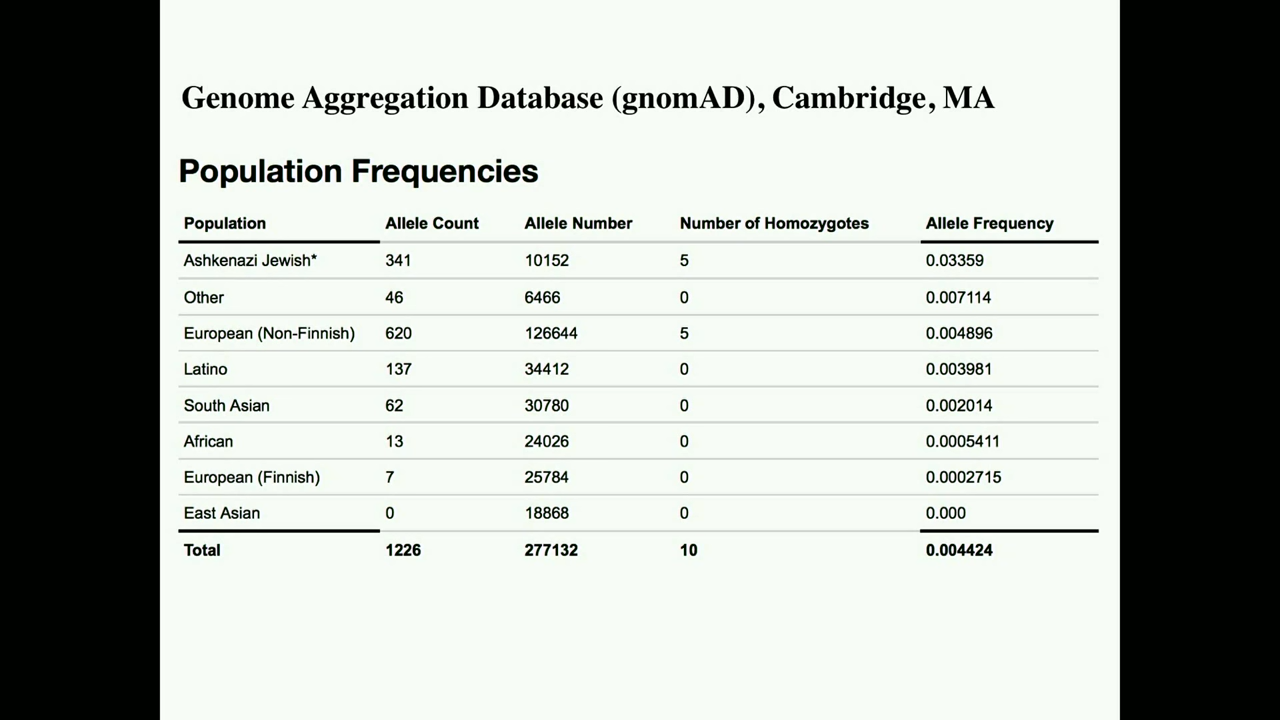 Genome Aggregation Database (gnomAD), Cambridge, MA
Population Frequencies
Population Allele Count Allele Number Number of Homozygotes Allele Frequency
Ashkenazi Jewish* 341 10152 5 0.03359
Other 46 6466 0 0.007114
European (Non-Finnish) 620 126644 5 0.004896
Latino 137 34412 0 0.003981
South Asian 62 30780 0 0.002014
African 13 24026 0 0.0005411
European (Finnish) 7 25784 0 0.0002715
East Asian 0 18868 0 0.000
Total 1226 277132 10 0.004424